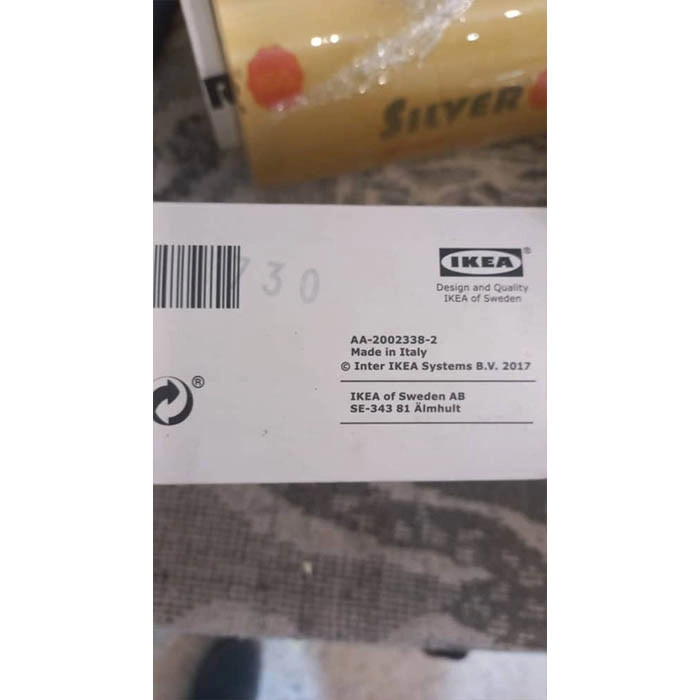 SILVER
730
IKEA®
Design and Quality
IKEA of Sweden
AA-2002338-2
Made in Italy
© Inter IKEA Systems B.V. 2017
IKEA of Sweden AB
SE-343 81 Älmhult
®